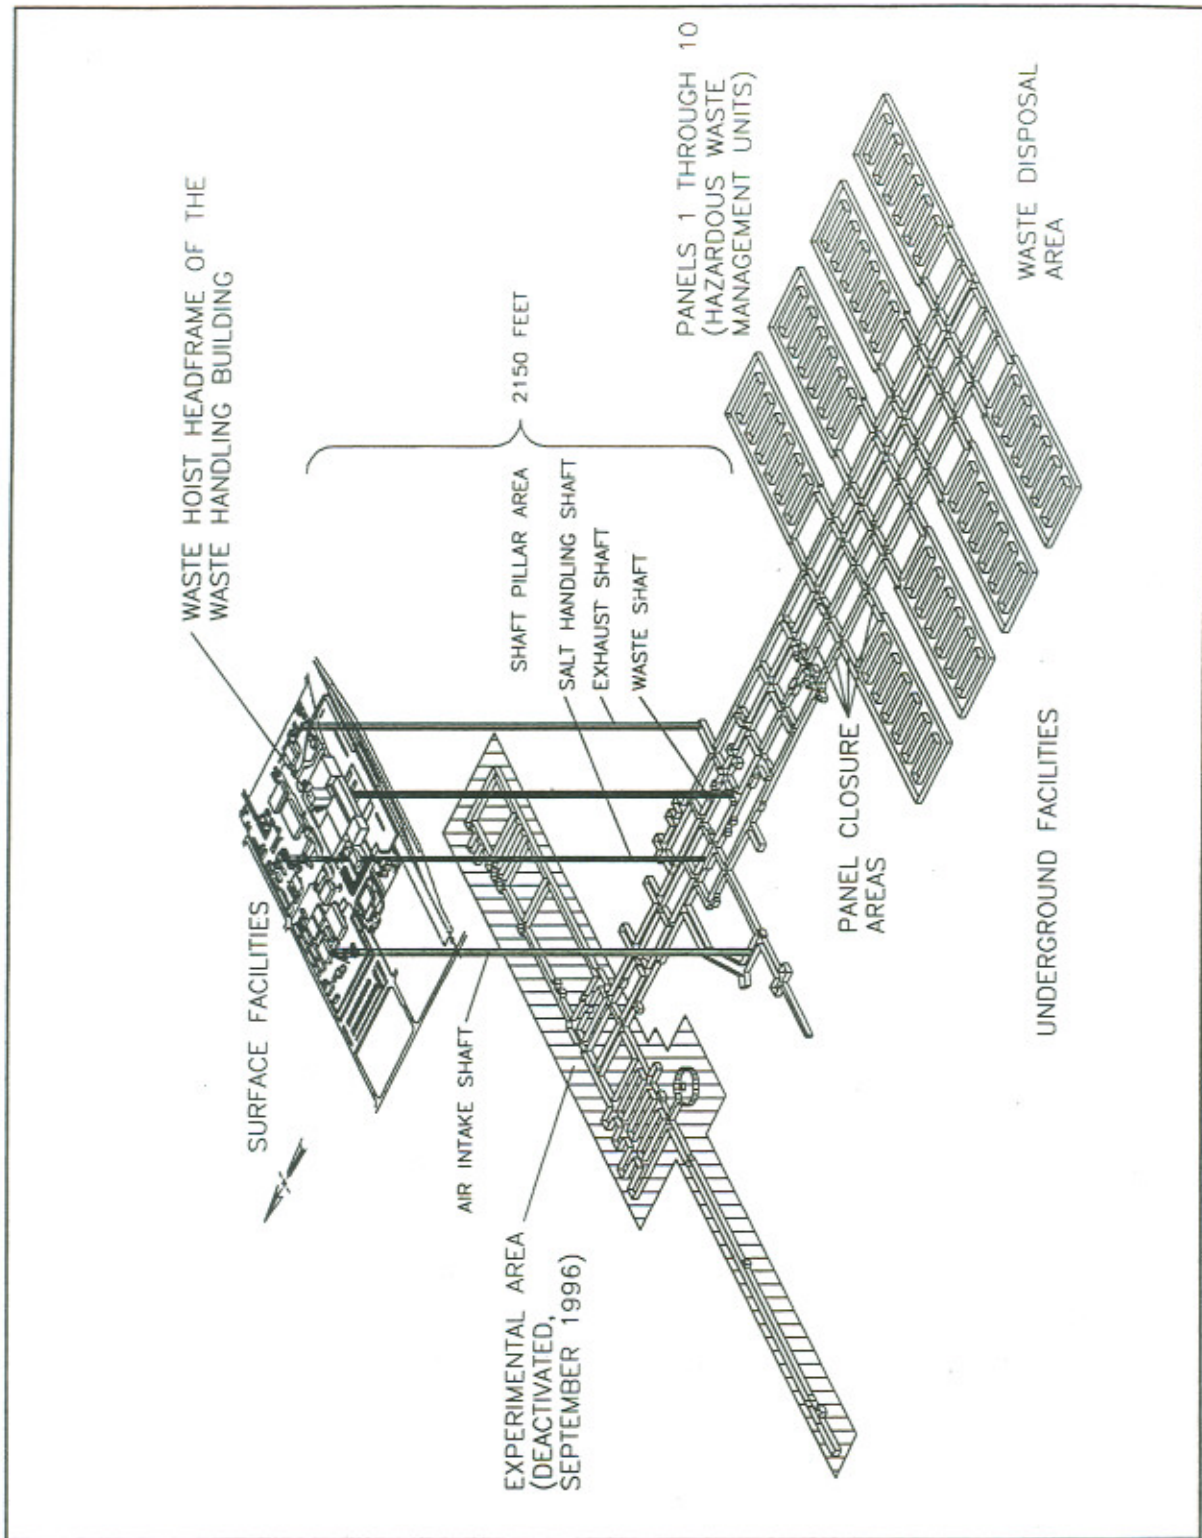 WASTE HOIST HEADFRAME OF THE
WASTE HANDLING BUILDING
SURFACE FACILITIES
PANELS 1 THROUGH 10
(HAZARDOUS WASTE
MANAGEMENT UNITS)
2150 FEET
SHAFT PILLAR AREA
SALT HANDLING SHAFT
EXHAUST SHAFT
WASTE SHAFT
AIR INTAKE SHAFT
EXPERIMENTAL AREA
(DEACTIVATED,
SEPTEMBER 1996)
PANEL CLOSURE
AREAS
WASTE DISPOSAL
AREA
UNDERGROUND FACILITIES